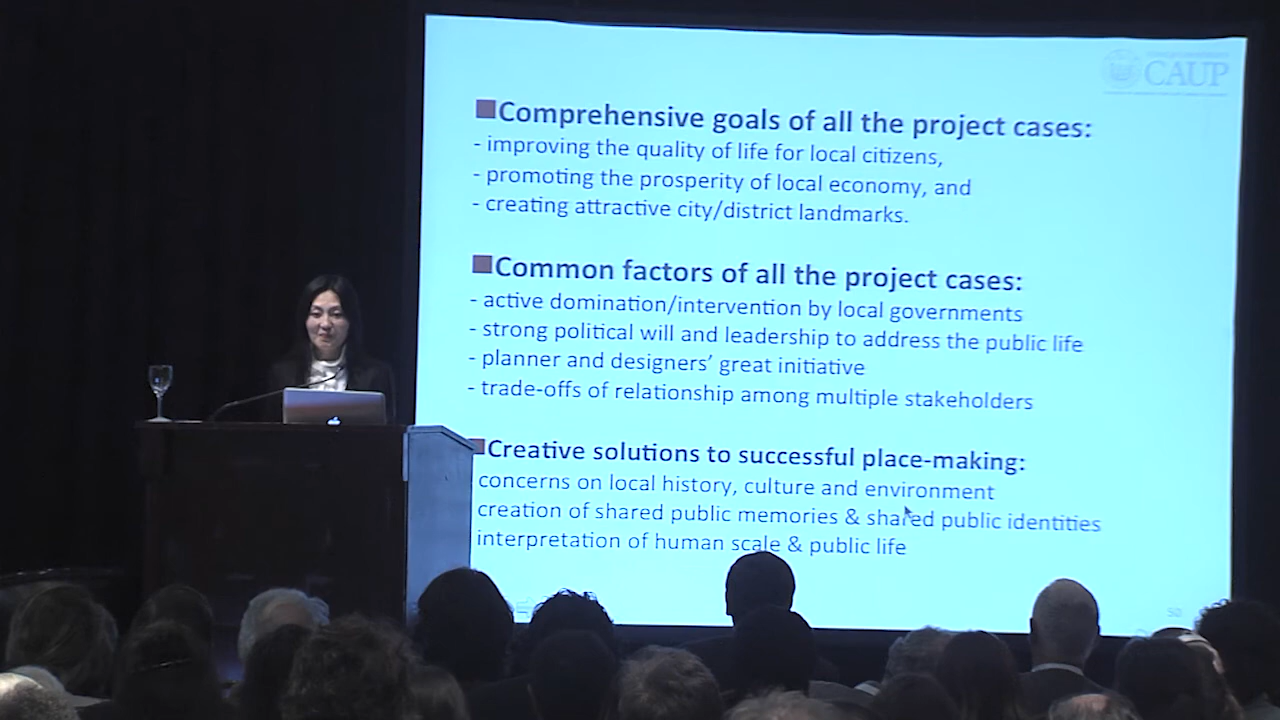 CAUP
Comprehensive goals of all the project cases:
- improving the quality of life for local citizens,
- promoting the prosperity of local economy, and
- creating attractive city/district landmarks.
Common factors of all the project cases:
- active domination/intervention by local governments
- strong political will and leadership to address the public life
- planner and designers’ great initiative
- trade-offs of relationship among multiple stakeholders
Creative solutions to successful place-making:
concerns on local history, culture and environment
creation of shared public memories & shared public identities
interpretation of human scale & public life